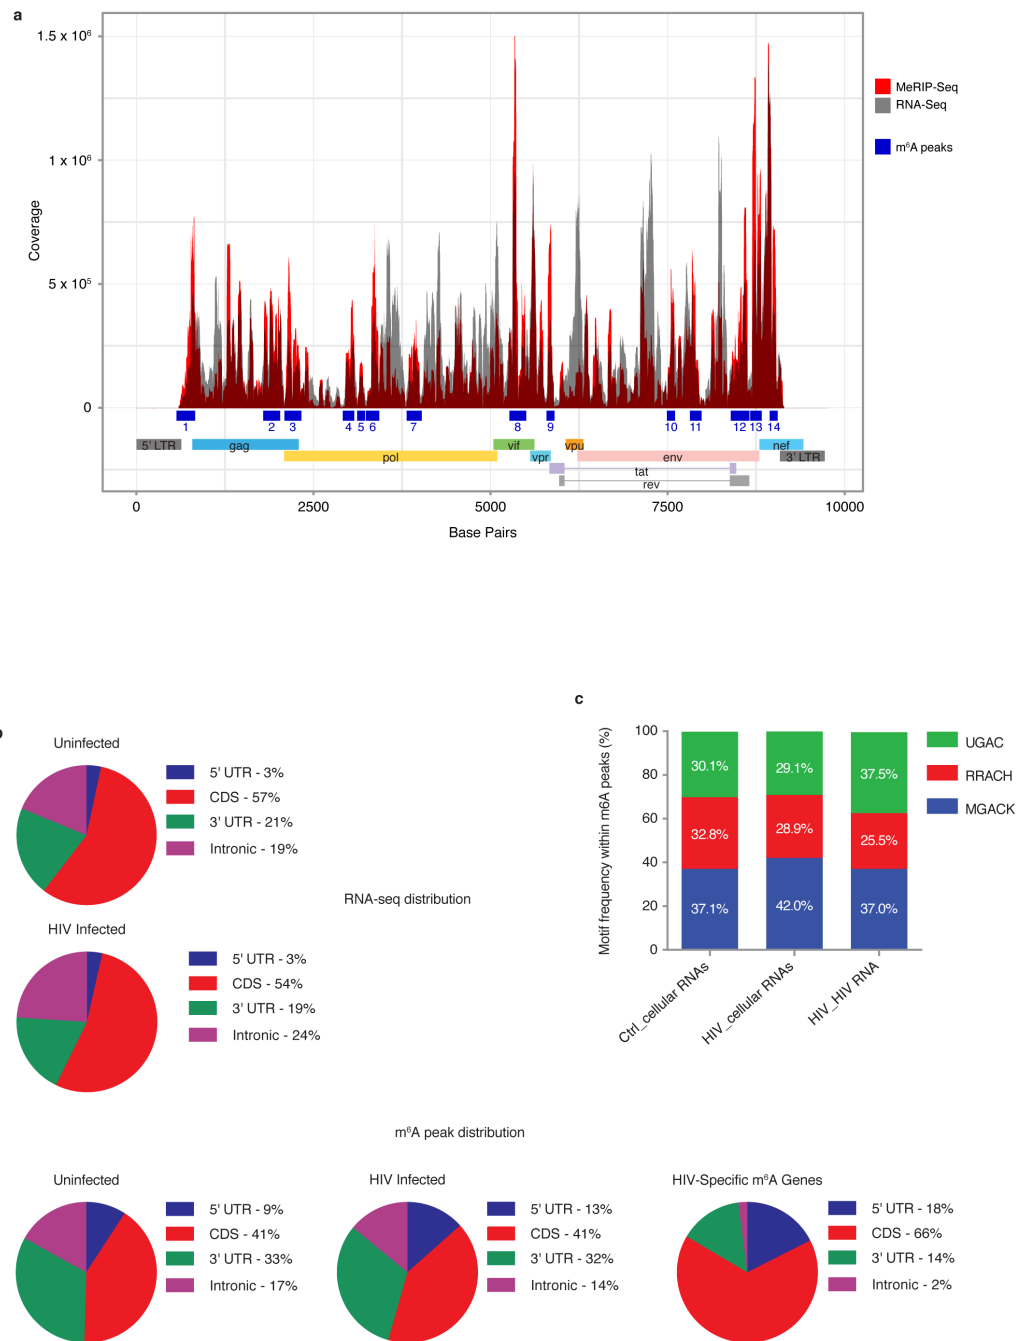 a
1.5 x 10⁶
1 x 10⁶
5 x 10⁵
0
Coverage
MeRIP-Seq
RNA-Seq
m⁶A peaks
1 2 3 4 5 6 7 8 9 10 11 12 13 14
5' LTR gag vif vpu nef
pol vpr env 3' LTR
tat
rev
0 2500 5000 7500 10000
Base Pairs
Uninfected
5' UTR - 3%
CDS - 57%
3' UTR - 21%
Intronic - 19%
RNA-seq distribution
HIV Infected
5' UTR - 3%
CDS - 54%
3' UTR - 19%
Intronic - 24%
c
Motif frequency within m6A peaks (%)
100
80
60
40
20
0
30.1% 29.1% 37.5%
32.8% 28.9% 25.5%
37.1% 42.0% 37.0%
Ctrl_cellular RNAs
HIV_cellular RNAs
HIV_HIV RNA
UGAC
RRACH
MGACK
m⁶A peak distribution
Uninfected
5' UTR - 9%
CDS - 41%
3' UTR - 33%
Intronic - 17%
HIV Infected
5' UTR - 13%
CDS - 41%
3' UTR - 32%
Intronic - 14%
HIV-Specific m⁶A Genes
5' UTR - 18%
CDS - 66%
3' UTR - 14%
Intronic - 2%